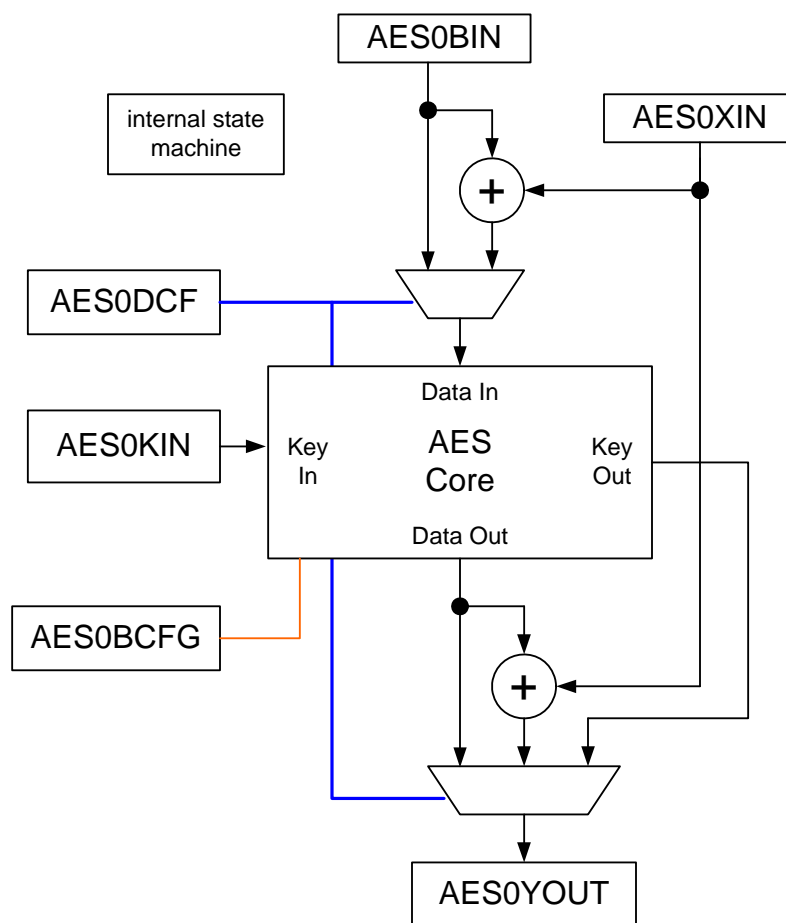 AES0BIN
internal state
machine
AES0XIN
+
AES0DCF
Data In
AES0KIN
Key
In
AES
Core
Key
Out
Data Out
AES0BCFG
+
AES0YOUT